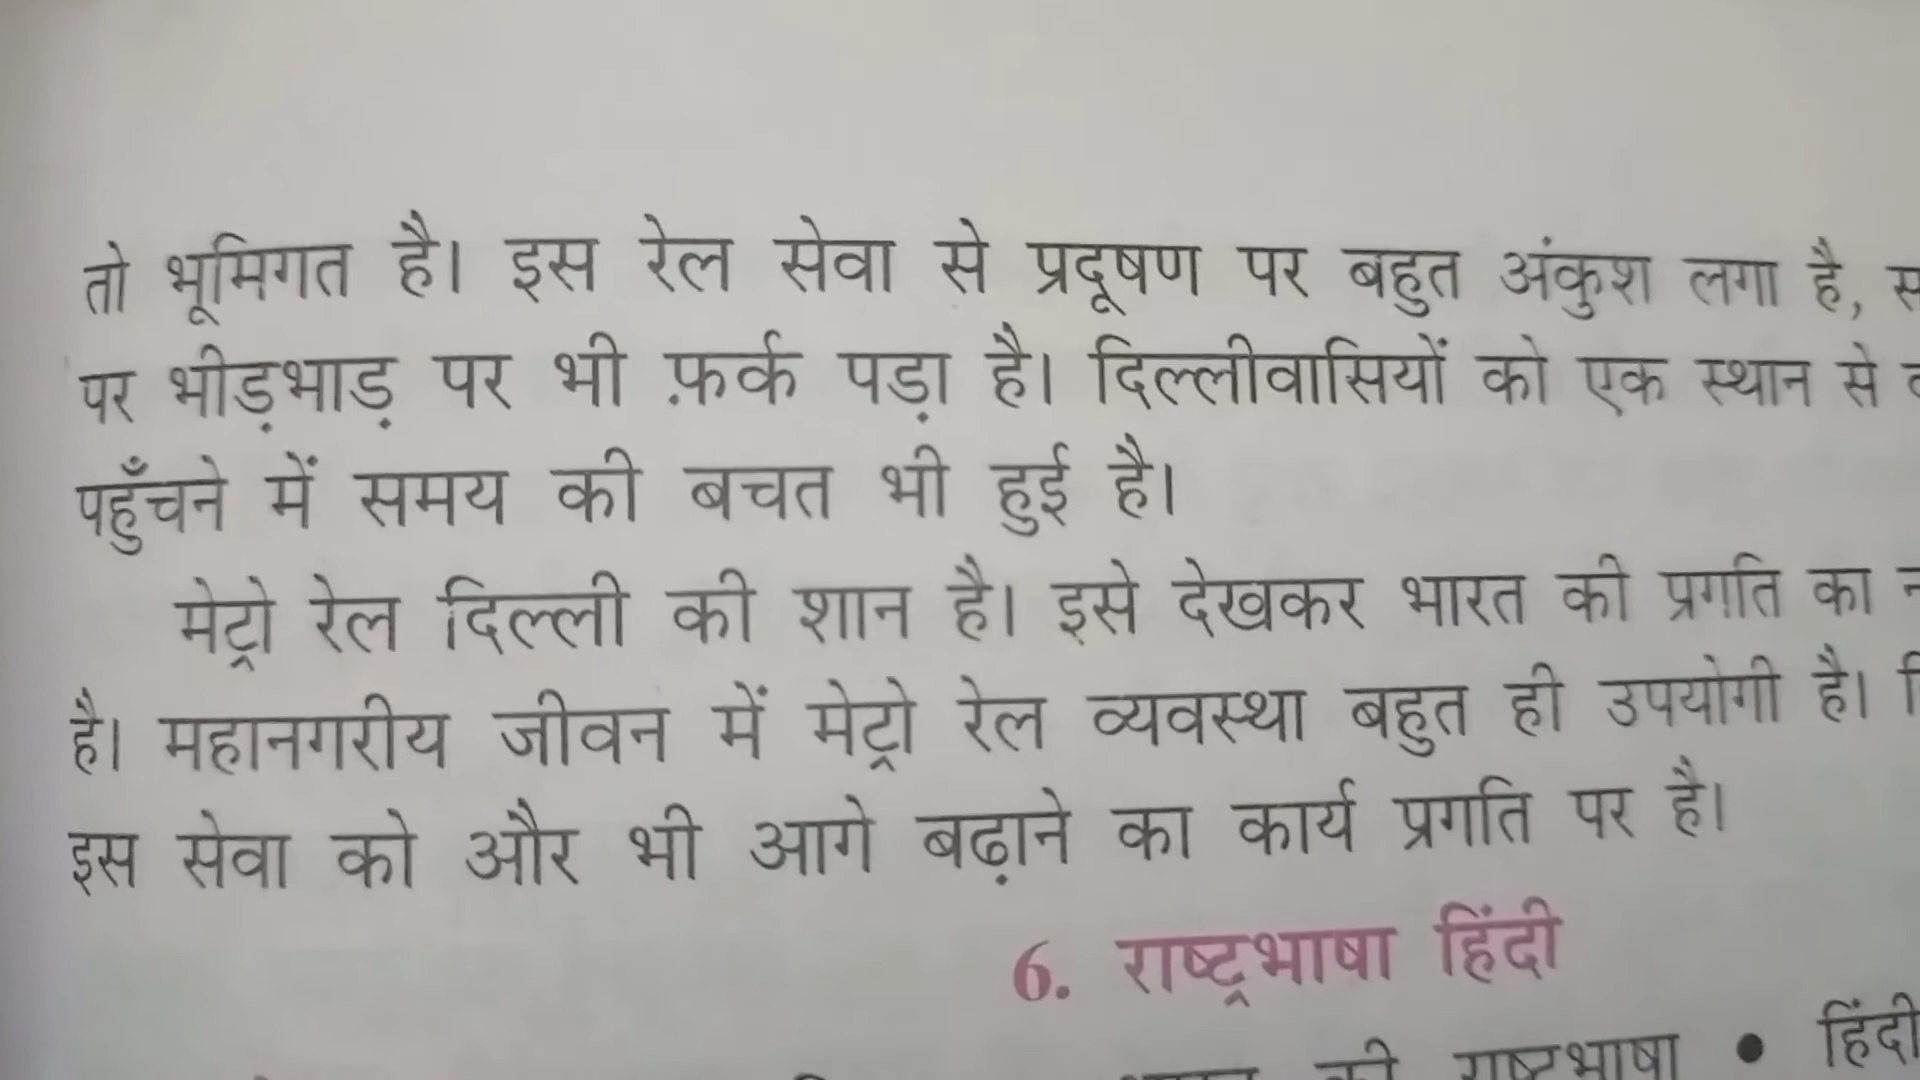 तो भूमिगत है। इस रेल सेवा से प्रदूषण पर बहुत अंकुश लगा है,
पर भीड़भाड़ पर भी फ़र्क पड़ा है। दिल्लीवासियों को एक स्थान से
पहुँचने में समय की बचत भी हुई है।
मेट्रो रेल दिल्ली की शान है। इसे देखकर भारत की प्रगति का
है। महानगरीय जीवन में मेट्रो रेल व्यवस्था बहुत ही उपयोगी है।
इस सेवा को और भी आगे बढ़ाने का कार्य प्रगति पर है।
6. राष्ट्रभाषा हिंदी
की राष्ट्रभाषा • हिंदी